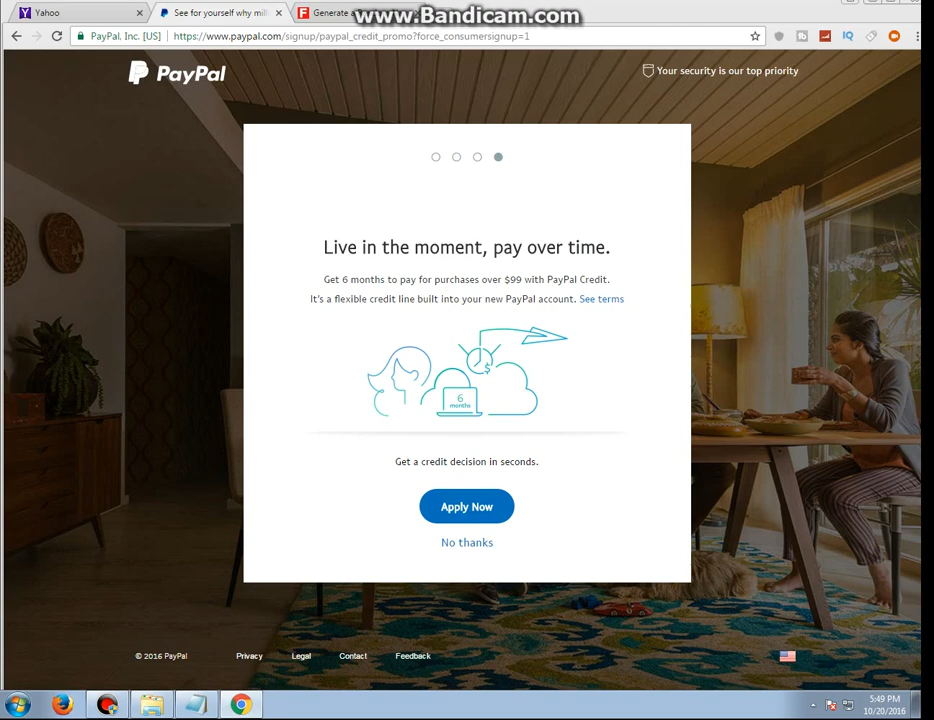 www.Bandicam.com
Yahoo
See for yourself why mill
Generate a
PayPal, Inc. [US]
https://www.paypal.com/signup/paypal_credit_promo?force_consumersignup=1
PayPal
Your security is our top priority
Live in the moment, pay over time.
Get 6 months to pay for purchases over $99 with PayPal Credit.
It's a flexible credit line built into your new PayPal account. See terms
$
6
months
Get a credit decision in seconds.
Apply Now
No thanks
© 2016 PayPal
Privacy
Legal
Contact
Feedback
5:49 PM
10/20/2016